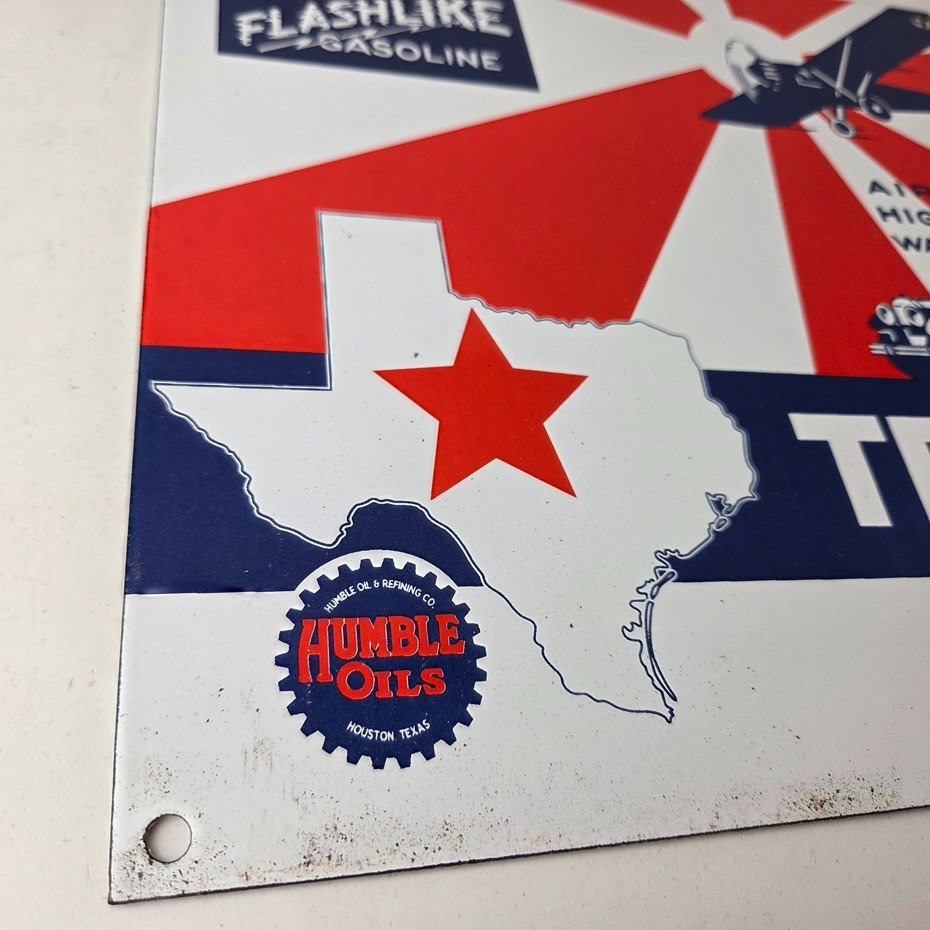 FLASHLIKE
GASOLINE
HUMBLE OIL & REFINING CO.
HUMBLE
OILS
HOUSTON, TEXAS